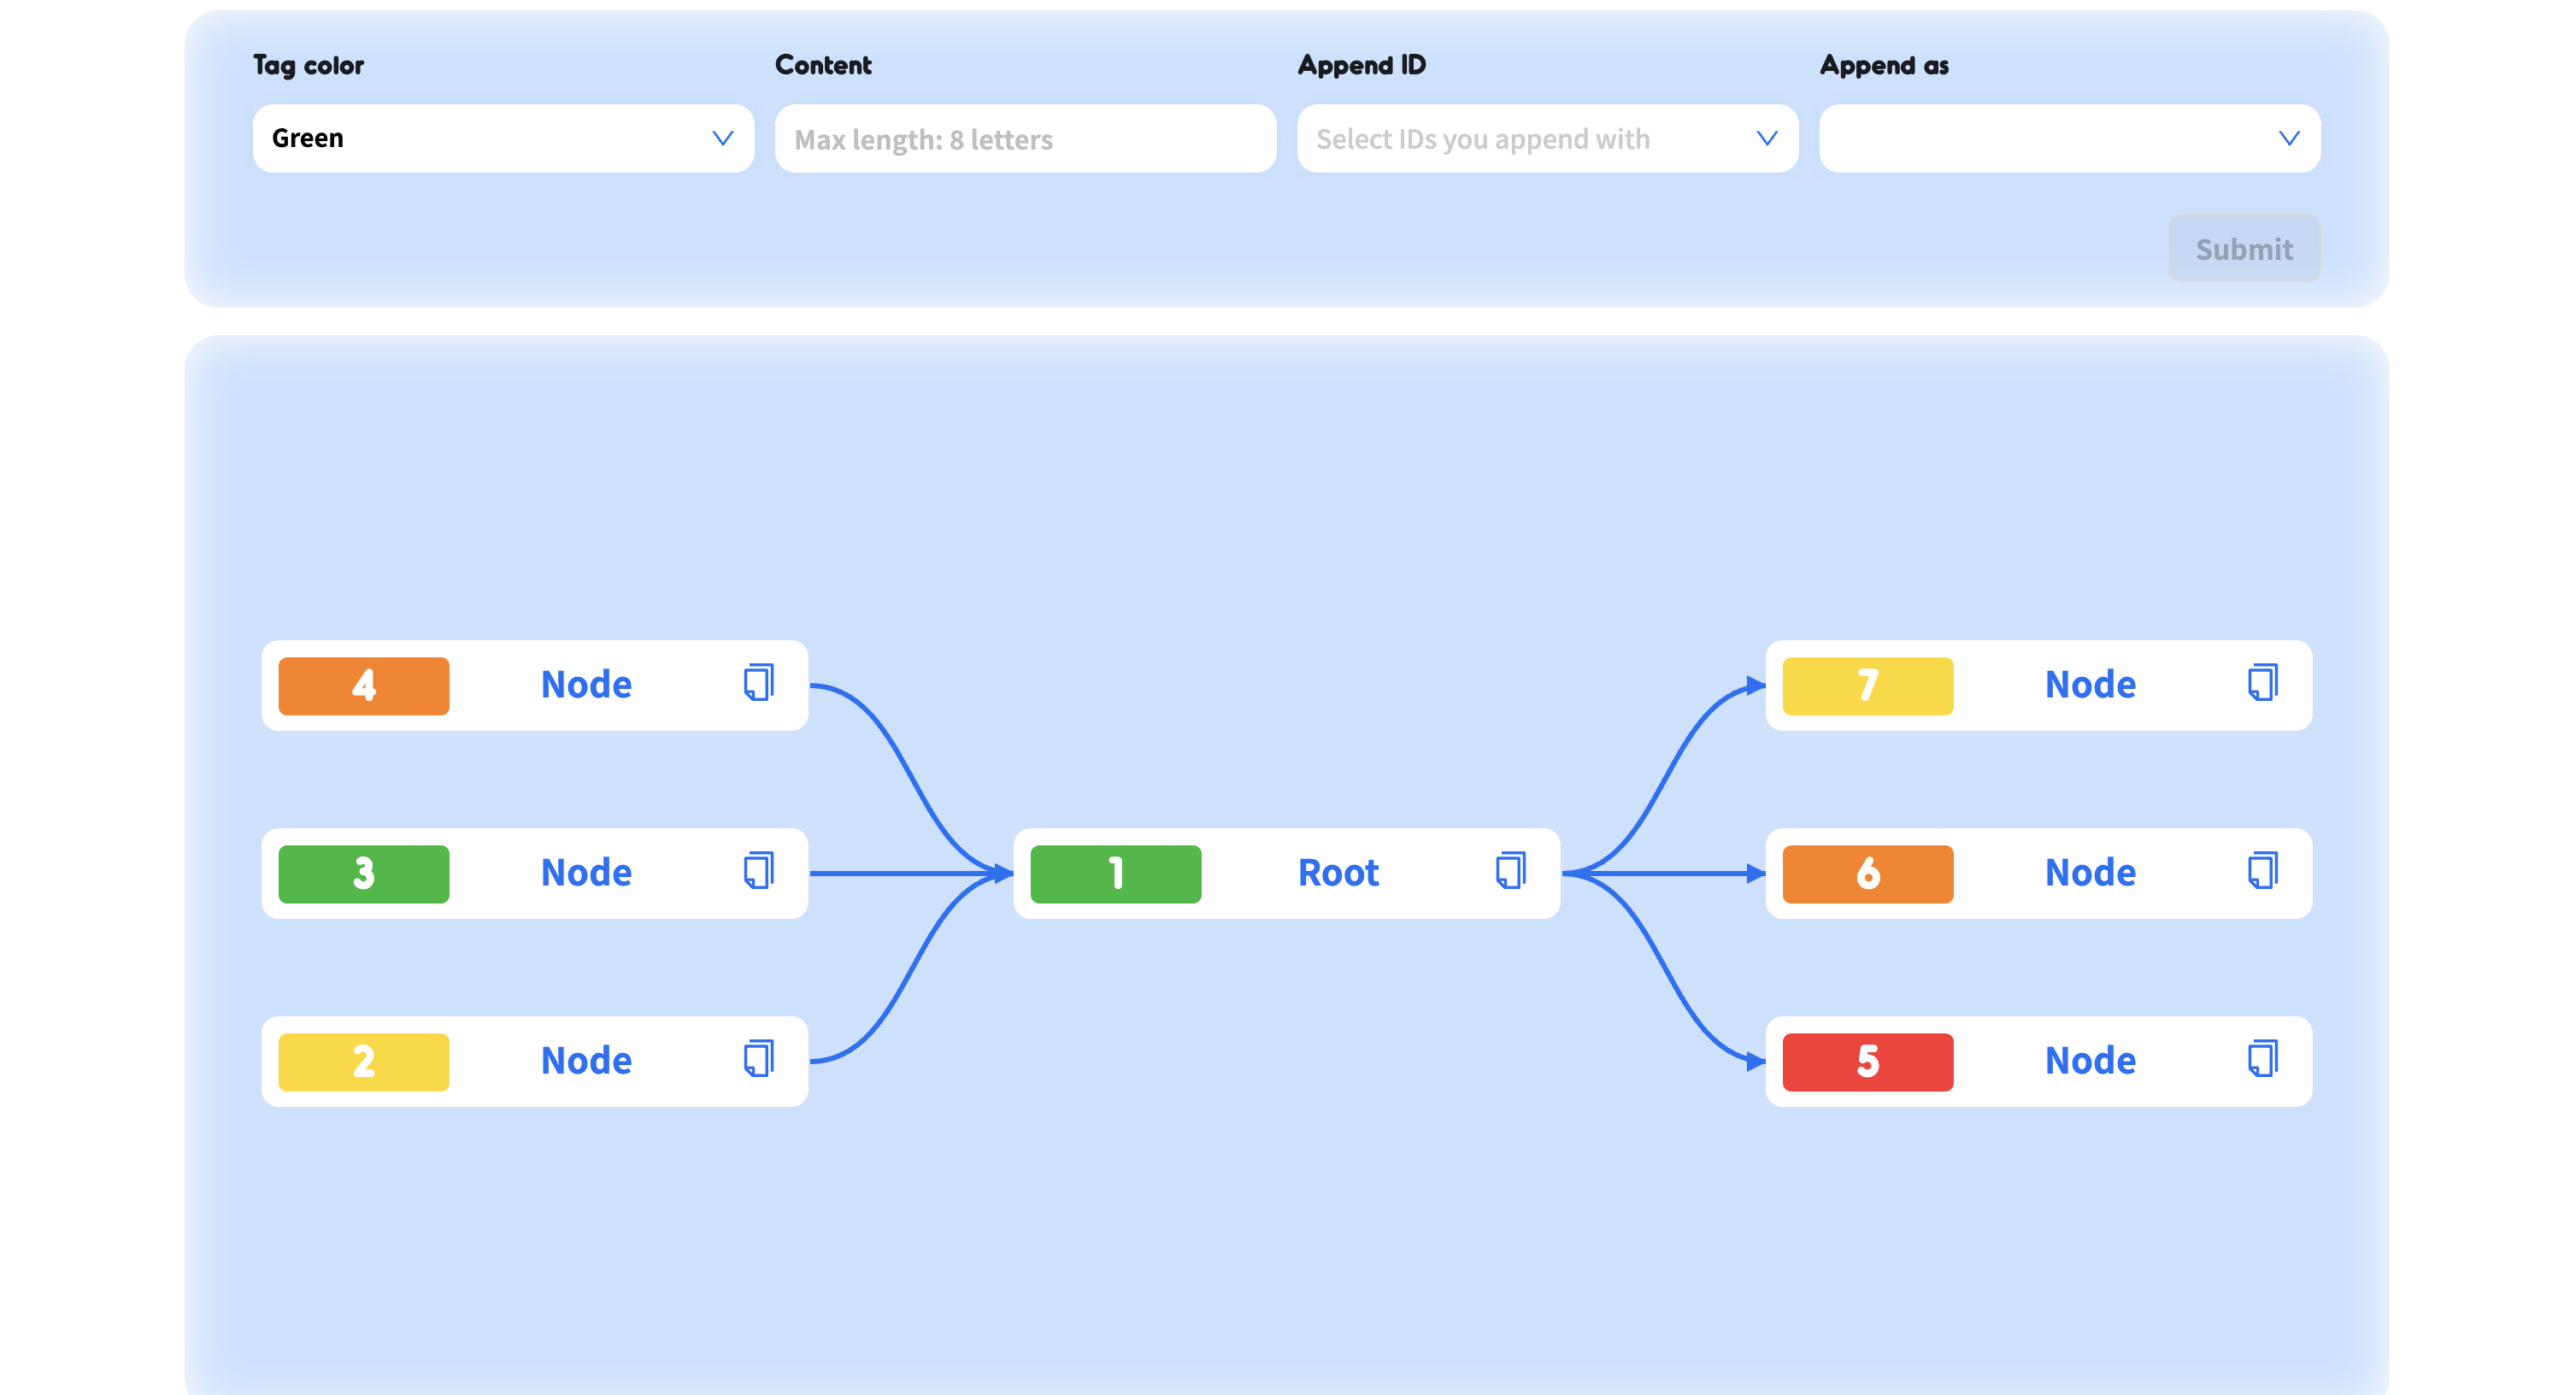 Tag color
Content
Append ID
Append as
Green
Max length: 8 letters
Select IDs you append with
Submit
4 Node
7 Node
3 Node
1 Root
6 Node
2 Node
5 Node